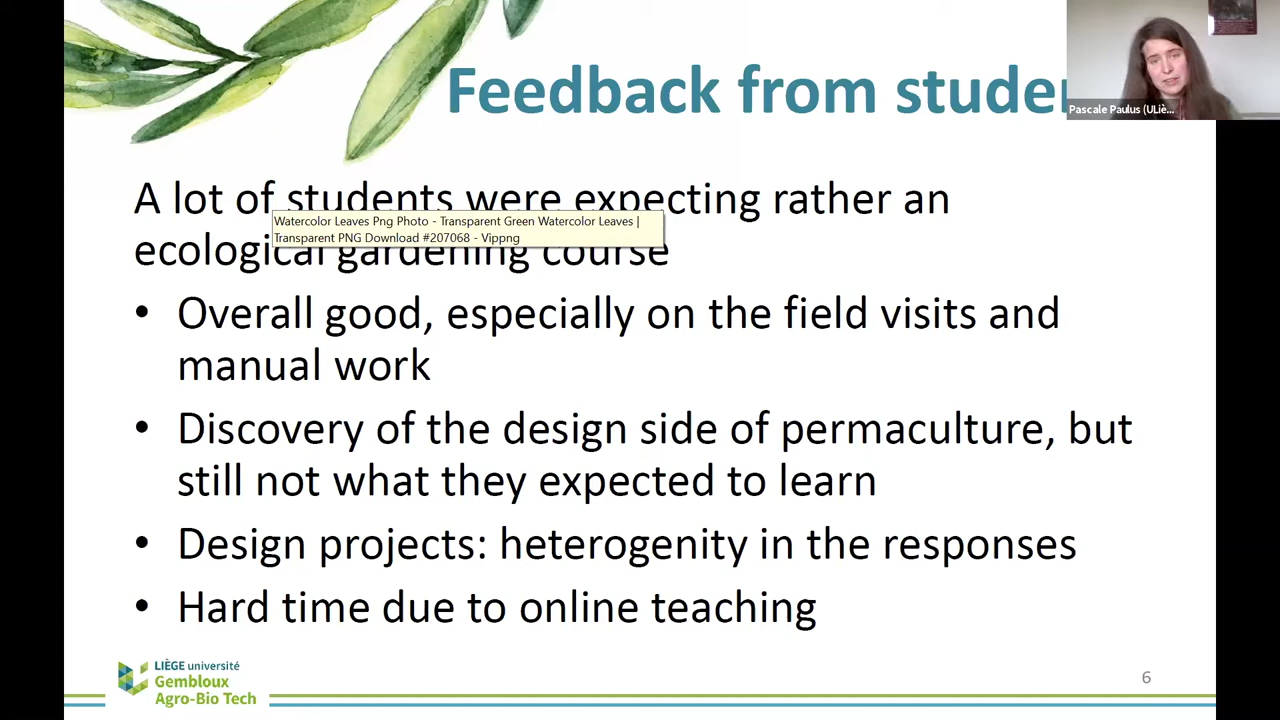 Feedback from stude
Pascale Paulus (ULiè...
A lot of students were expecting rather an
Watercolor Leaves Png Photo - Transparent Green Watercolor Leaves |
Transparent PNG Download #207068 - Vippng
ecological gardening course
• Overall good, especially on the field visits and
manual work
• Discovery of the design side of permaculture, but
still not what they expected to learn
• Design projects: heterogenity in the responses
• Hard time due to online teaching
LIÈGE université
Gembloux
Agro-Bio Tech
6